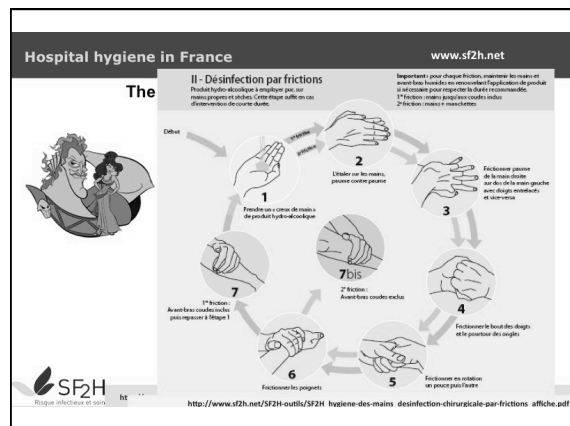 Hospital hygiene in France
www.sf2h.net
The
II - Désinfection par frictions
Produit hydro-alcoolique à employer pur, sur
mains propres et sèches. Cette étape suffit en cas
d'intervention de courte durée.
Important : pour chaque friction, maintenir les mains et
avant-bras humides en renouvelant l'application de produit
si nécessaire pour respecter la durée recommandée.
1re friction : mains jusqu'aux coudes inclus
2e friction : mains + manchettes
Début
1re friction
2e friction
1
Prendre un « creux de main »
de produit hydro-alcoolique
2
L'étaler sur les mains,
paume contre paume
3
Frictionner paume
de la main droite
sur dos de la main gauche
avec doigts entrelacés
et vice-versa
4
Frictionner le bout des doigts
et le pourtour des ongles
5
Frictionner en rotation
un pouce puis l'autre
6
Frictionner les poignets
7
1re friction :
Avant-bras coudes inclus
puis repasser à l'étape 1
7bis
2e friction :
Avant-bras coudes exclus
SF2H
Risque infectieux et soin
http://www.sf2h.net/SF2H-outils/SF2H_hygiene-des-mains_desinfection-chirurgicale-par-frictions_affiche.pdf